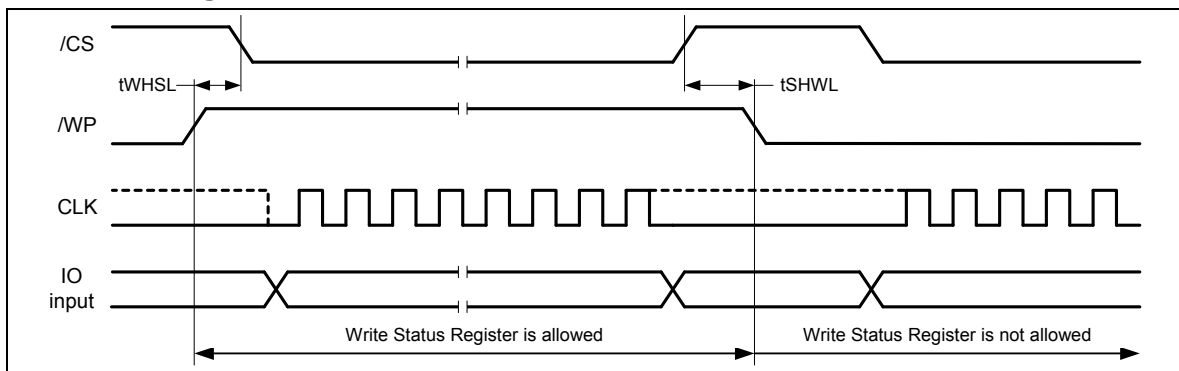 /CS
tWHSL
tSHWL
/WP
CLK
IO
input
Write Status Register is allowed
Write Status Register is not allowed